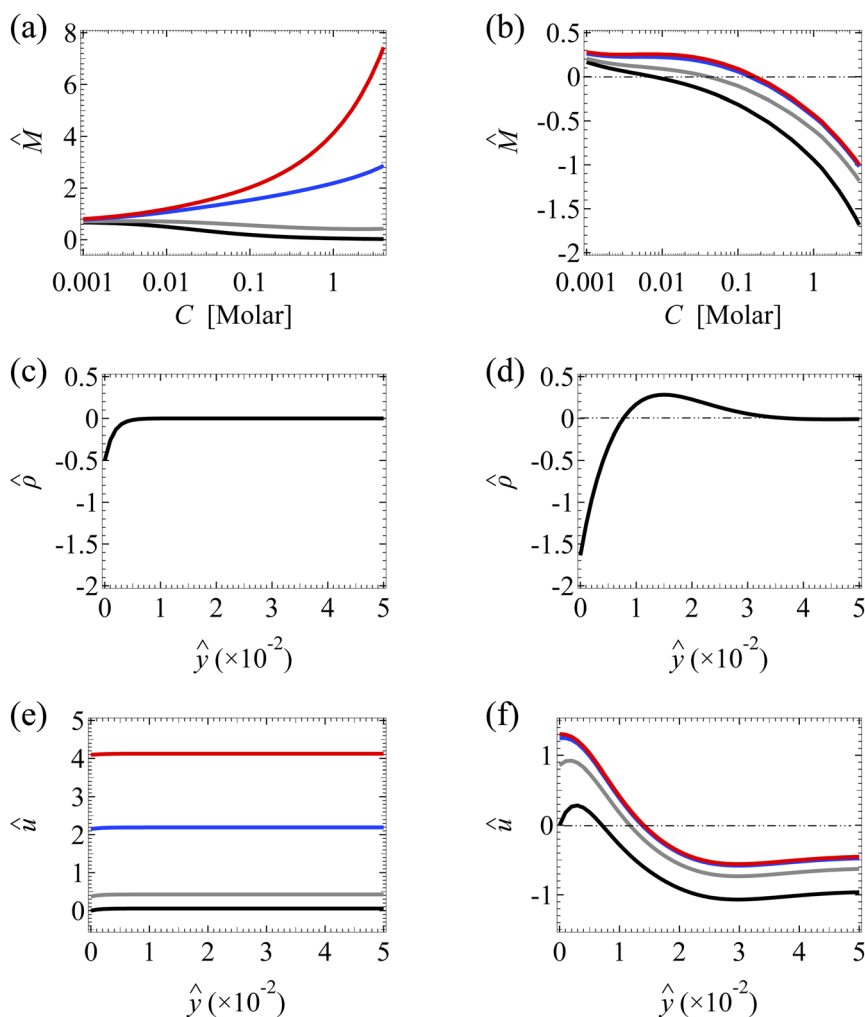 (a)
8
6
4
2
0
M̂
0.001 0.01 0.1 1
C [Molar]
(b)
0.5
0
-0.5
-1
-1.5
-2
M̂
0.001 0.01 0.1 1
C [Molar]
(c)
0.5
0
-0.5
-1
-1.5
-2
ρ̂
0 1 2 3 4 5
ŷ (×10⁻²)
(d)
0.5
0
-0.5
-1
-1.5
-2
ρ̂
0 1 2 3 4 5
ŷ (×10⁻²)
(e)
5
4
3
2
1
0
û
0 1 2 3 4 5
ŷ (×10⁻²)
(f)
1
0
-1
û
0 1 2 3 4 5
ŷ (×10⁻²)